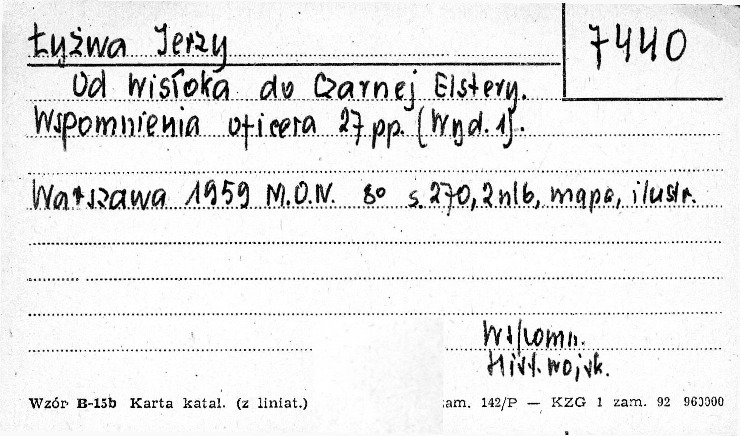 Łyżwa Jerzy
7440
Od Wisłoka do Czarnej Elstery.
Wspomnienia oficera 27 pp. (Wyd. 1).
Warszawa 1959 M.O.N. 8o s. 270, 2 nlb, mapa, ilustr.
Wspomn.
Hist. wojsk.
Wzór B-15b Karta katal. (z liniat.)
zam. 142/P — KZG 1 zam. 92 960000